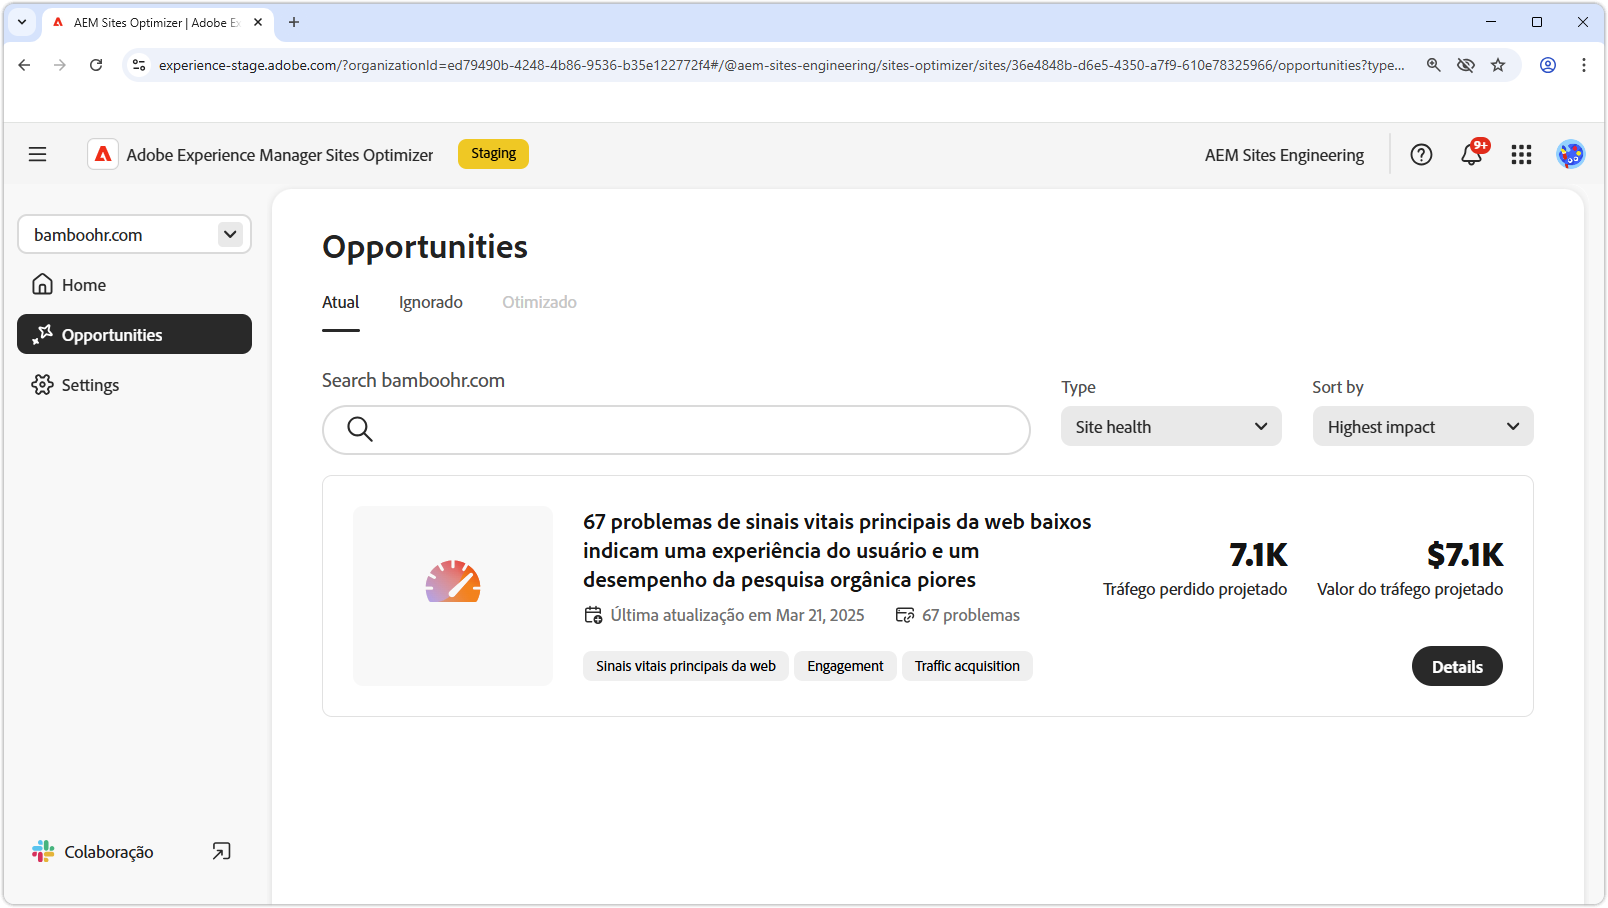 AEM Sites Optimizer | Adobe Ex
experience-stage.adobe.com/?organizationId=ed79490b-4248-4b86-9536-b35e122772f4#/@aem-sites-engineering/sites-optimizer/sites/36e4848b-d6e5-4350-a7f9-610e78325966/opportunities?type...
Adobe Experience Manager Sites Optimizer
Staging
AEM Sites Engineering
9+
bamboohr.com
Home
Opportunities
Settings
Colaboração
Opportunities
Atual
Ignorado
Otimizado
Search bamboohr.com
Type
Site health
Sort by
Highest impact
67 problemas de sinais vitais principais da web baixos
indicam uma experiência do usuário e um
desempenho da pesquisa orgânica piores
Última atualização em Mar 21, 2025
67 problemas
Sinais vitais principais da web
Engagement
Traffic acquisition
7.1K
Tráfego perdido projetado
$7.1K
Valor do tráfego projetado
Details